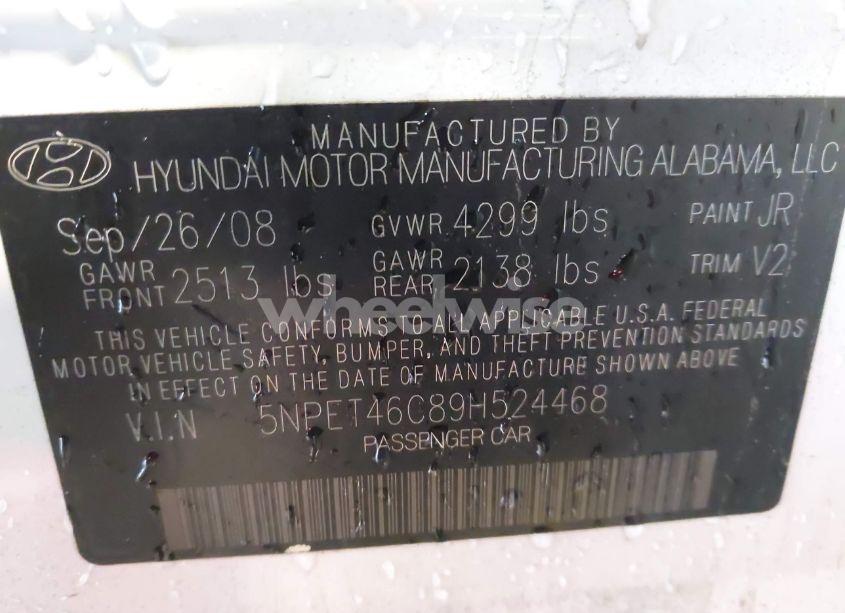 MANUFACTURED BY
HYUNDAI MOTOR MANUFACTURING ALABAMA, LLC
Sep/26/08 GVWR 4299 lbs PAINT JR
GAWR FRONT 2513 lbs GAWR REAR 2138 lbs TRIM V2
wheelwise
THIS VEHICLE CONFORMS TO ALL APPLICABLE U.S.A. FEDERAL
MOTOR VEHICLE SAFETY, BUMPER, AND THEFT PREVENTION STANDARDS
IN EFFECT ON THE DATE OF MANUFACTURE SHOWN ABOVE
V.I.N 5NPET46C89H524468
PASSENGER CAR